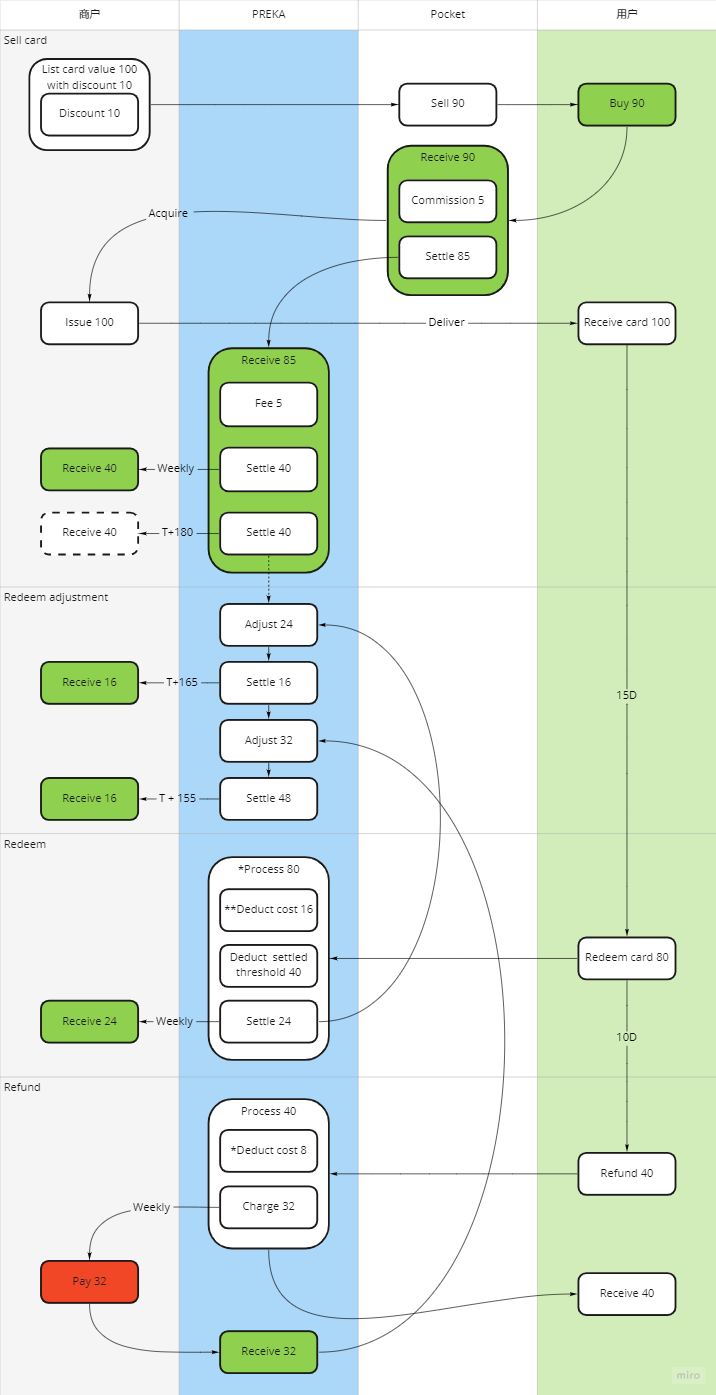 商户
PREKA
Pocket
用户
Sell card
List card value 100
with discount 10
Discount 10
Sell 90
Buy 90
Receive 90
Commission 5
Acquire
Settle 85
Issue 100
Deliver
Receive card 100
Receive 85
Fee 5
Receive 40
Weekly
Settle 40
Receive 40
T+180
Settle 40
Redeem adjustment
Adjust 24
Receive 16
T+165
Settle 16
15D
Adjust 32
Receive 16
T + 155
Settle 48
Redeem
*Process 80
**Deduct cost 16
Deduct settled
threshold 40
Redeem card 80
Receive 24
Weekly
Settle 24
10D
Refund
Process 40
*Deduct cost 8
Refund 40
Weekly
Charge 32
Pay 32
Receive 40
Receive 32
miro